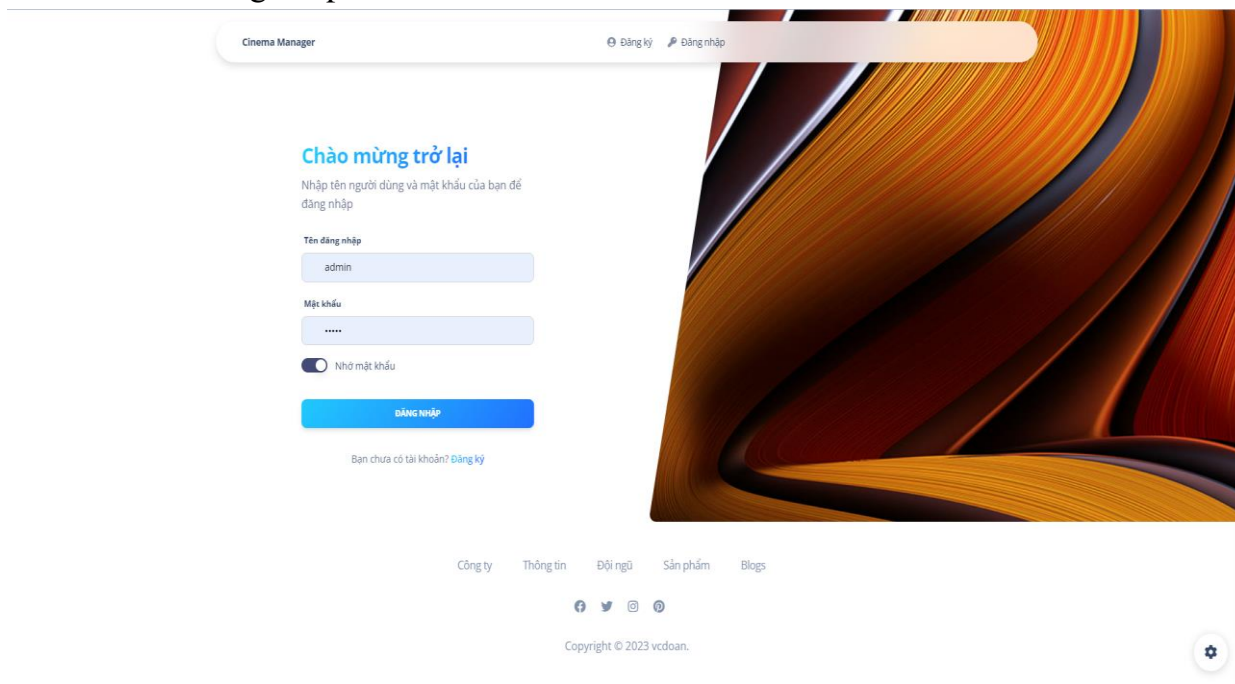 Cinema Manager
Đăng ký
Đăng nhập
Chào mừng trở lại
Nhập tên người dùng và mật khẩu của bạn để
đăng nhập
Tên đăng nhập
admin
Mật khẩu
•••••
Nhớ mật khẩu
ĐĂNG NHẬP
Bạn chưa có tài khoản? Đăng ký
Công ty Thông tin Đội ngũ Sản phẩm Blogs
Copyright © 2023 vcdoan.